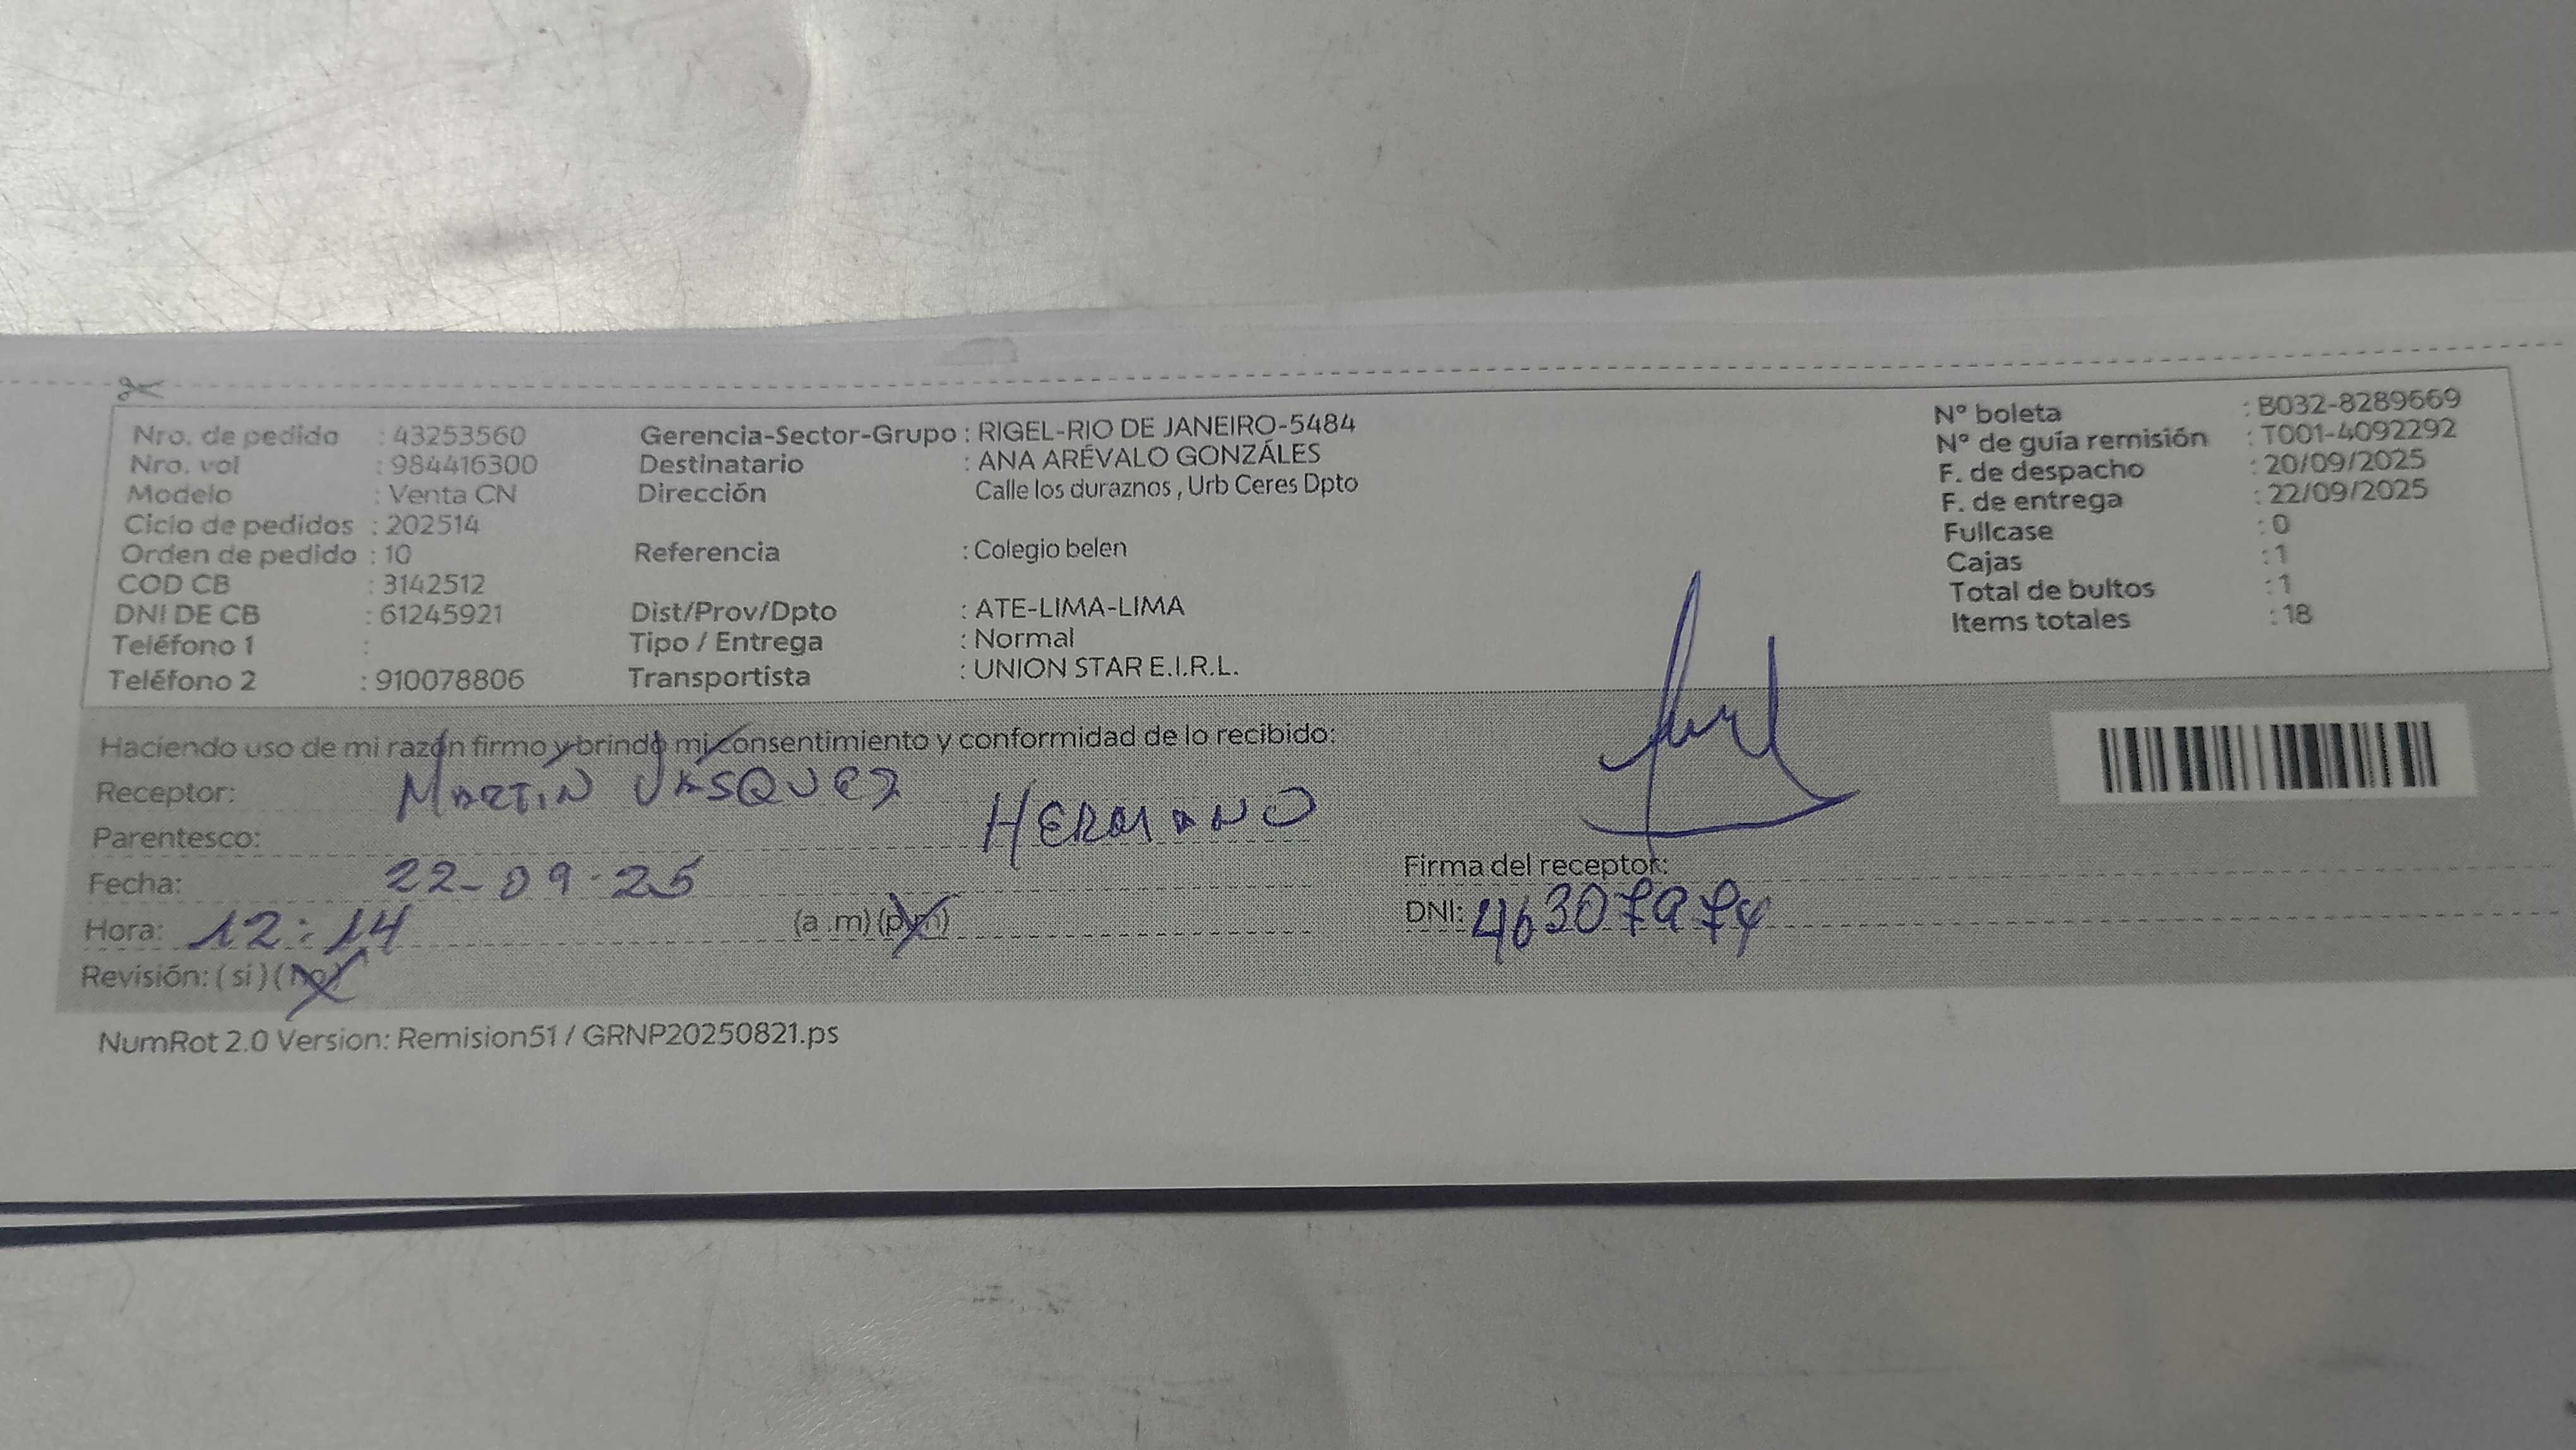 Nro. de pedido : 43253560
Nro. vol : 984416300
Modelo : Venta CN
Ciclo de pedidos : 202514
Orden de pedido : 10
COD CB : 3142512
DNI DE CB : 61245921
Teléfono 1 :
Teléfono 2 : 910078806
Gerencia-Sector-Grupo : RIGEL-RIO DE JANEIRO-5484
Destinatario : ANA ARÉVALO GONZÁLES
Dirección Calle los duraznos , Urb Ceres Dpto
Referencia : Colegio belen
Dist/Prov/Dpto : ATE-LIMA-LIMA
Tipo / Entrega : Normal
Transportista : UNION STAR E.I.R.L.
N° boleta : B032-8289669
N° de guía remisión : T001-4092292
F. de despacho : 20/09/2025
F. de entrega : 22/09/2025
Fullcase : 0
Cajas : 1
Total de bultos : 1
Items totales : 18
Haciendo uso de mi razón firmo y brindo mi consentimiento y conformidad de lo recibido:
Receptor: MARTIN VASQUEZ
Parentesco: HERMANO
Fecha: 22-09-25
Hora: 12:14 (a .m) (p.m)
Revisión: ( si ) ( no )
Firma del receptor:
DNI: 46307974
NumRot 2.0 Version: Remision51 / GRNP20250821.ps